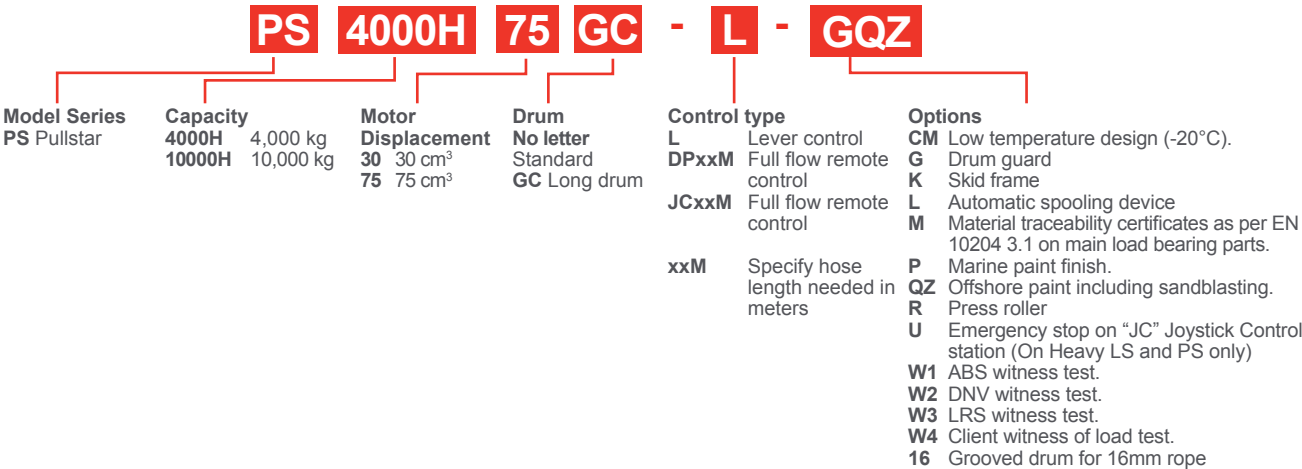 PS 4000H 75 GC - L - GQZ
Model Series
PS Pullstar
Capacity
4000H 4,000 kg
10000H 10,000 kg
Motor
Displacement
30 30 cm³
75 75 cm³
Drum
No letter
Standard
GC Long drum
Control type
L Lever control
DPxxM Full flow remote
control
JCxxM Full flow remote
control
xxM Specify hose
length needed in
meters
Options
CM Low temperature design (-20°C).
G Drum guard
K Skid frame
L Automatic spooling device
M Material traceability certificates as per EN
10204 3.1 on main load bearing parts.
P Marine paint finish.
QZ Offshore paint including sandblasting.
R Press roller
U Emergency stop on “JC” Joystick Control
station (On Heavy LS and PS only)
W1 ABS witness test.
W2 DNV witness test.
W3 LRS witness test.
W4 Client witness of load test.
16 Grooved drum for 16mm rope